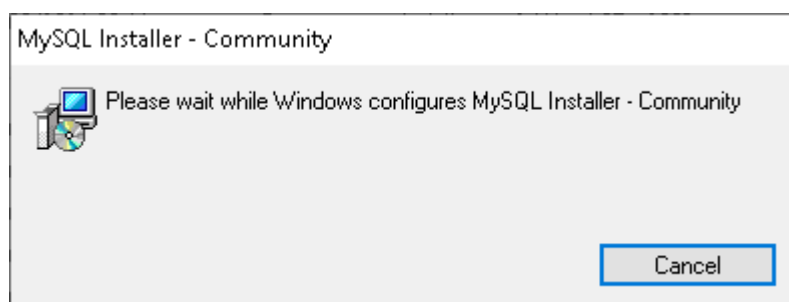 MySQL Installer - Community
Please wait while Windows configures MySQL Installer - Community
Cancel